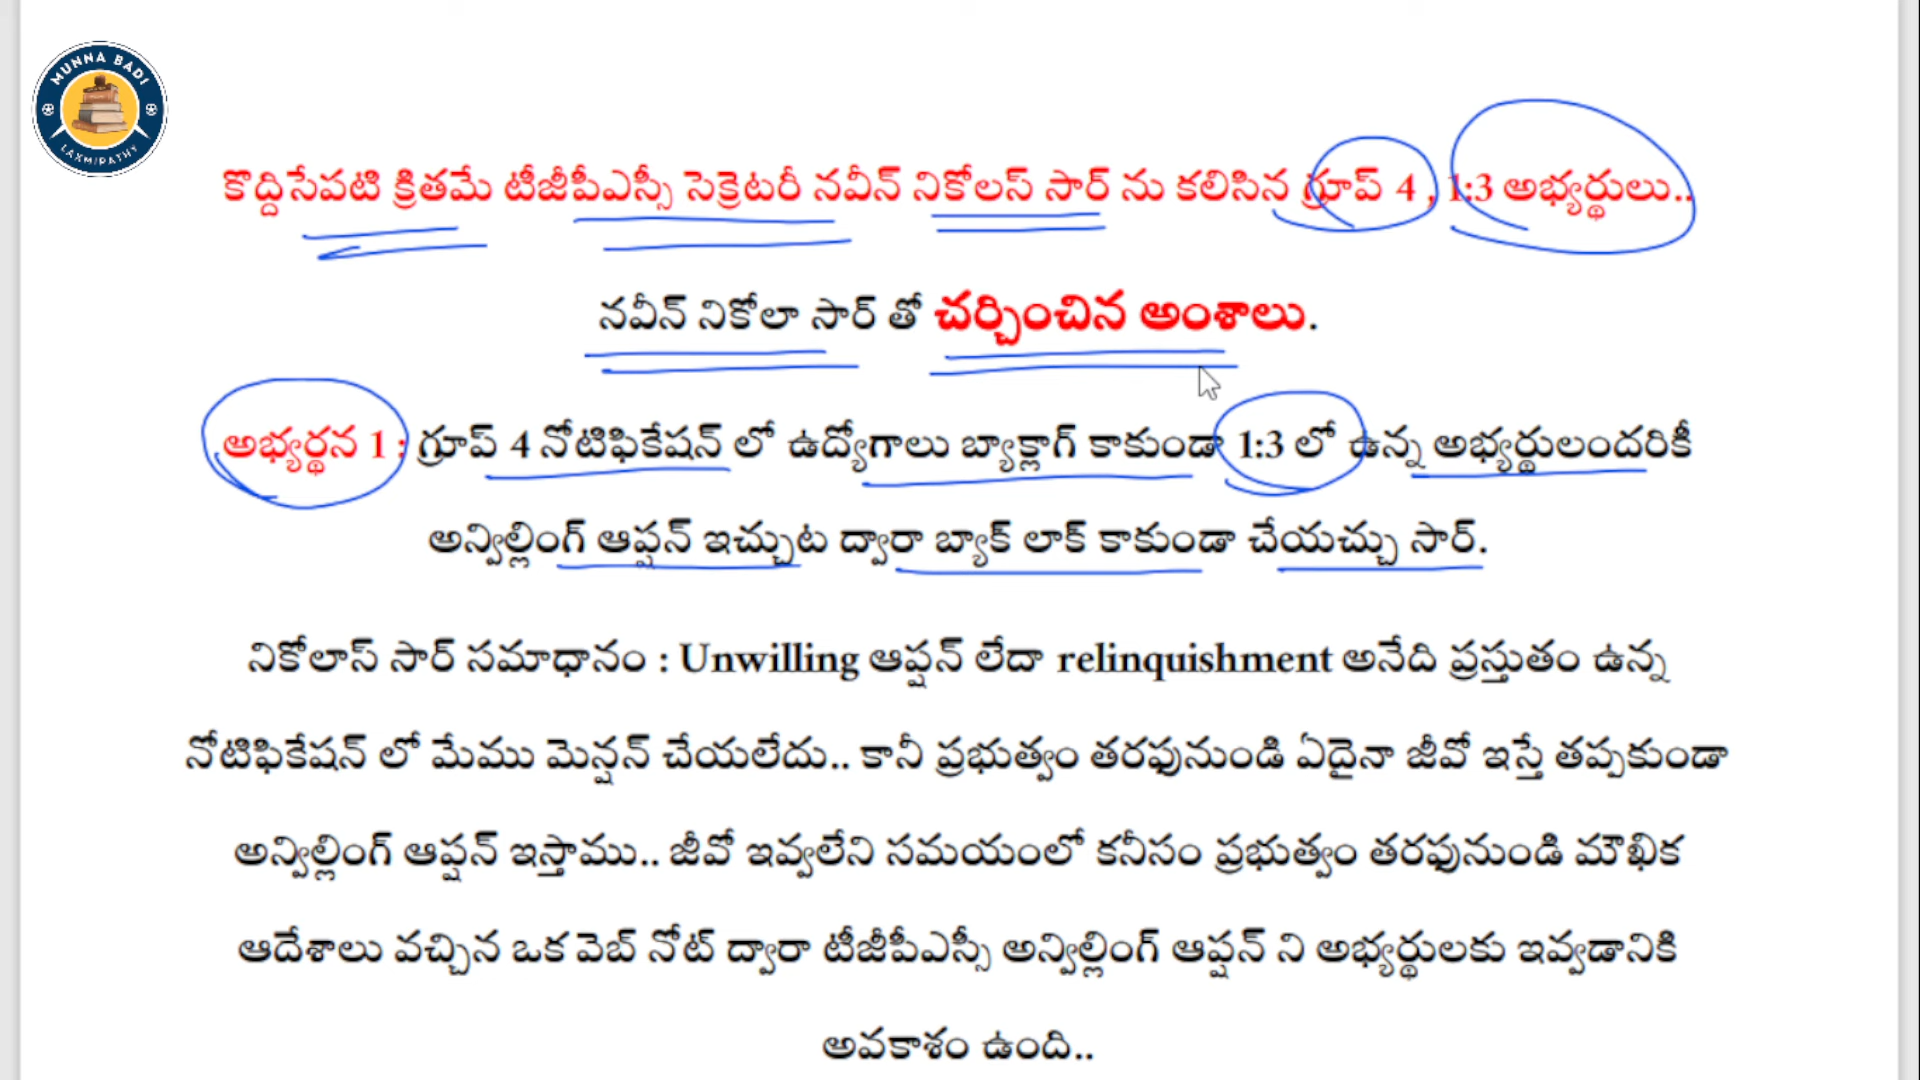 MUNNA BADI
LAXMIPATHY
కొద్దిసేపటి క్రితమే టీజీపీఎస్సీ సెక్రెటరీ నవీన్ నికోలస్ సార్ ను కలిసిన గ్రూప్ 4 , 1:3 అభ్యర్థులు..
నవీన్ నికోలా సార్ తో చర్చించిన అంశాలు.
అభ్యర్థన 1 : గ్రూప్ 4 నోటిఫికేషన్ లో ఉద్యోగాలు బ్యాక్లాగ్ కాకుండా 1:3 లో ఉన్న అభ్యర్థులందరికీ
అన్విల్లింగ్ ఆప్షన్ ఇచ్చుట ద్వారా బ్యాక్ లాక్ కాకుండా చేయచ్చు సార్.
నికోలాస్ సార్ సమాధానం : Unwilling ఆప్షన్ లేదా relinquishment అనేది ప్రస్తుతం ఉన్న
నోటిఫికేషన్ లో మేము మెన్షన్ చేయలేదు.. కానీ ప్రభుత్వం తరఫునుండి ఏదైనా జీవో ఇస్తే తప్పకుండా
అన్విల్లింగ్ ఆప్షన్ ఇస్తాము.. జీవో ఇవ్వలేని సమయంలో కనీసం ప్రభుత్వం తరఫునుండి మౌఖిక
ఆదేశాలు వచ్చిన ఒక వెబ్ నోట్ ద్వారా టీజీపీఎస్సీ అన్విల్లింగ్ ఆప్షన్ ని అభ్యర్థులకు ఇవ్వడానికి
అవకాశం ఉంది..